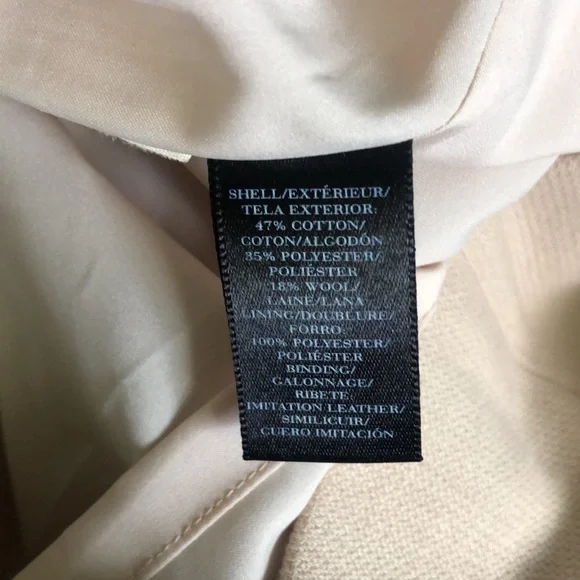 SHELL/EXTÉRIEUR/
TELA EXTERIOR:
47% COTTON/
COTON/ALGODÓN
35% POLYESTER/
POLIÉSTER
18% WOOL/
LAINE/LANA
LINING/DOUBLURE/
FORRO
100% POLYESTER/
POLIÉSTER
BINDING/
GALONNAGE/
RIBETE
IMITATION LEATHER/
SIMILICUIR/
CUERO IMITACIÓN